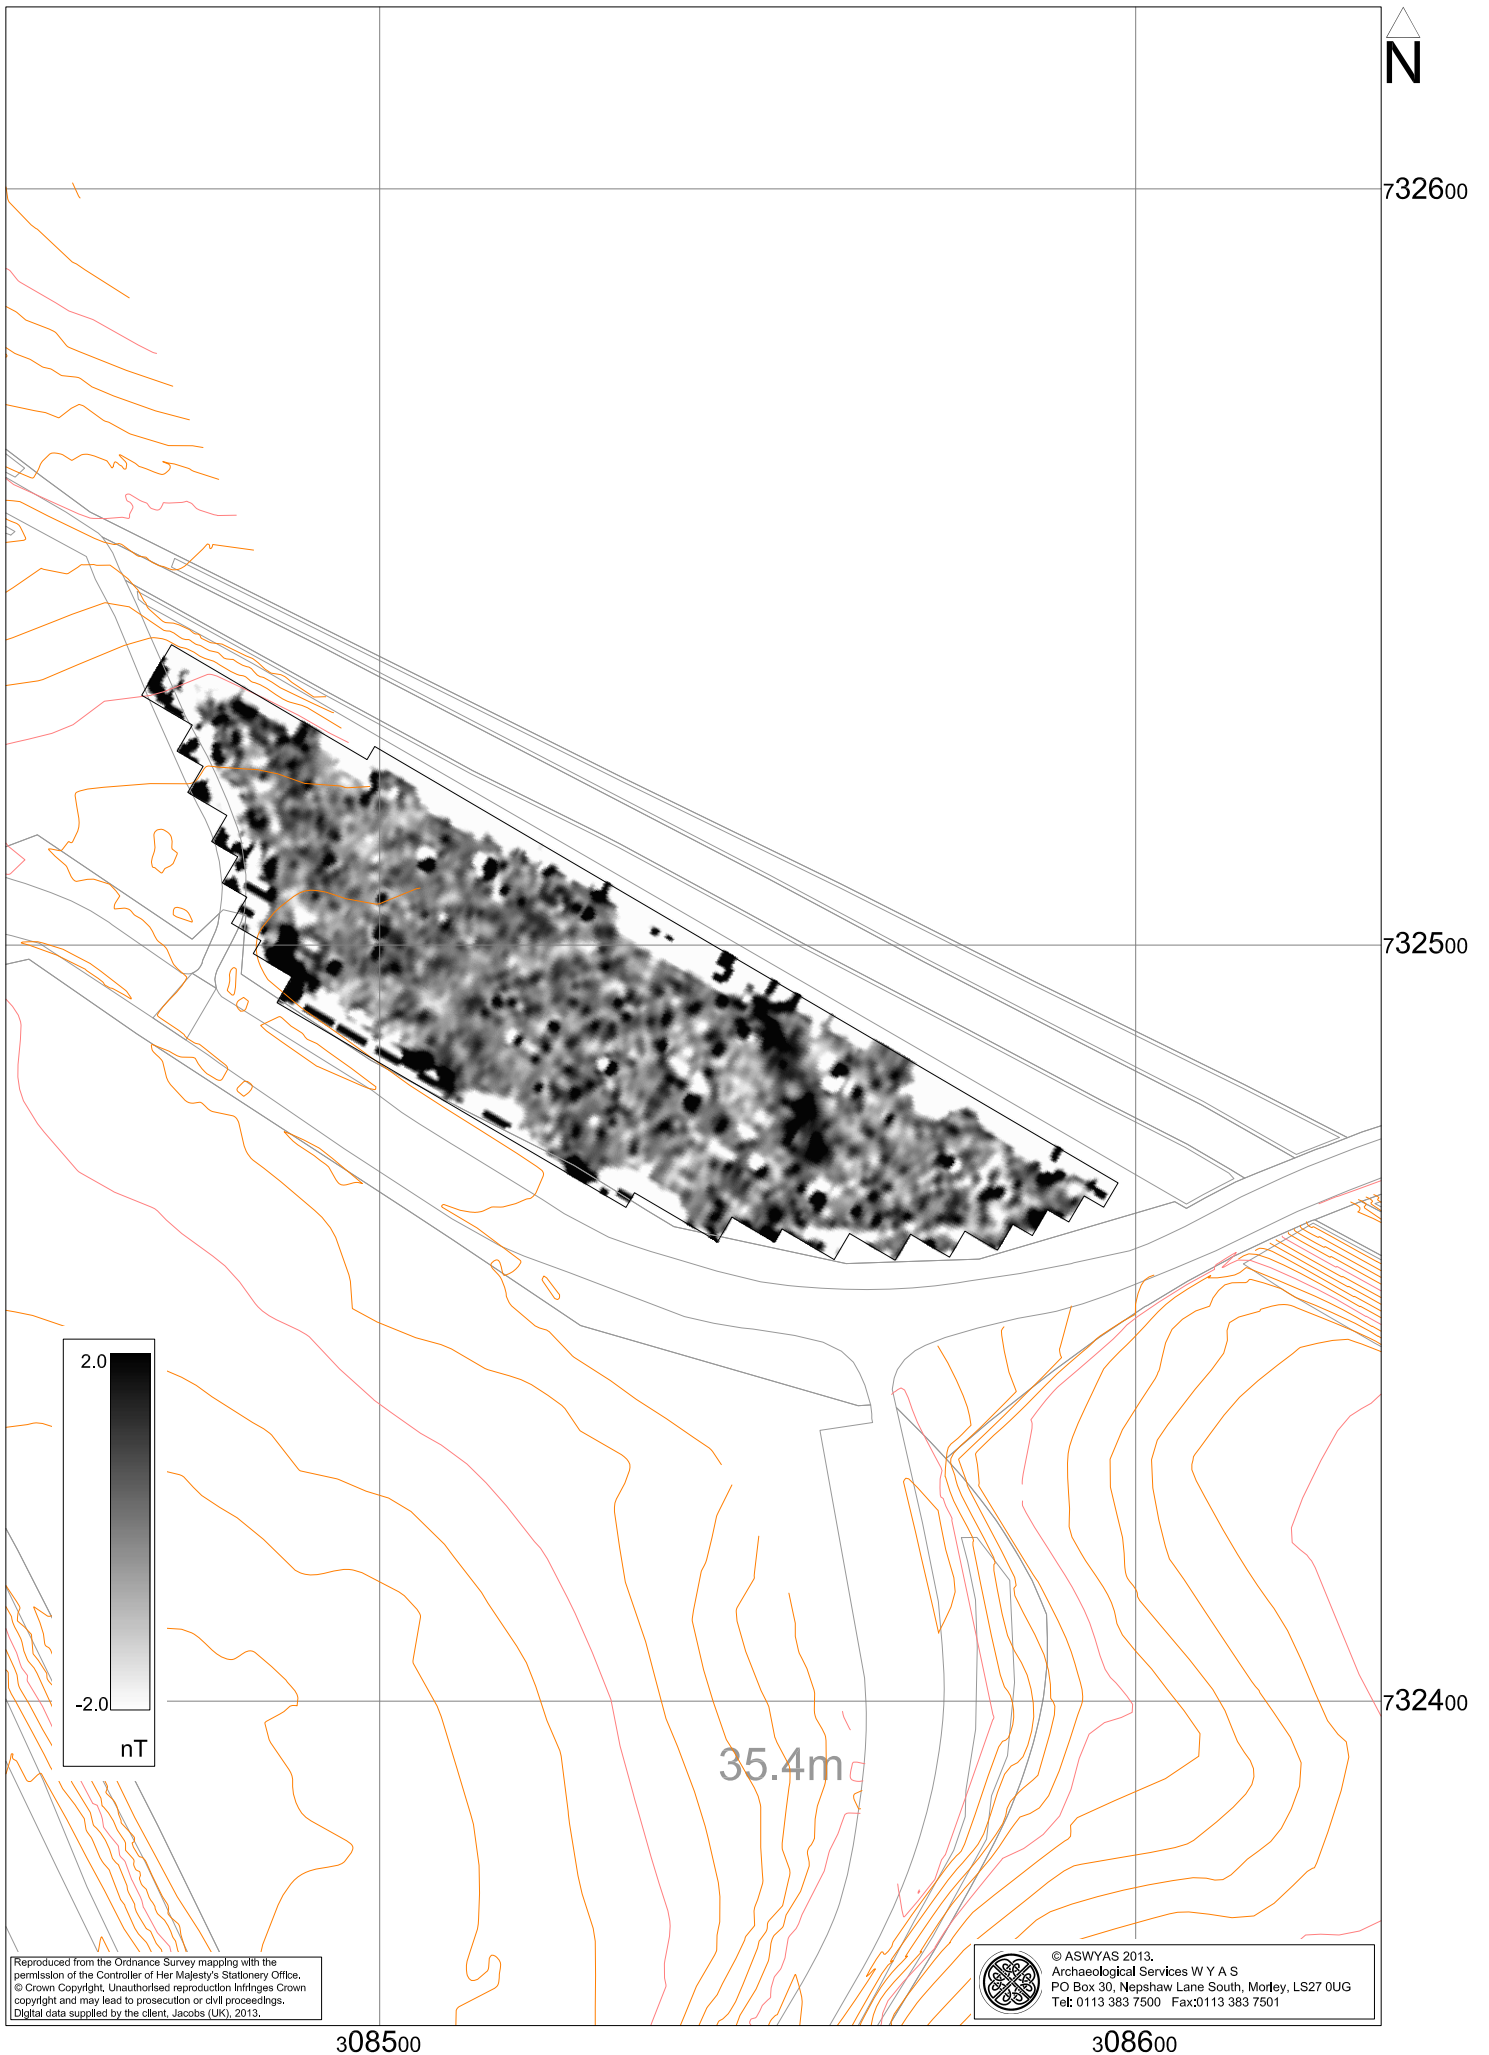 N
732600
732500
2.0
-2.0
nT
732400
35.4m
Reproduced from the Ordnance Survey mapping with the
permission of the Controller of Her Majesty's Stationery Office.
© Crown Copyright. Unauthorised reproduction infringes Crown
copyright and may lead to prosecution or civil proceedings.
Digital data supplied by the client, Jacobs (UK), 2013.
© ASWYAS 2013.
Archaeological Services W Y A S
PO Box 30, Nepshaw Lane South, Morley, LS27 0UG
Tel: 0113 383 7500 Fax:0113 383 7501
308500
308600